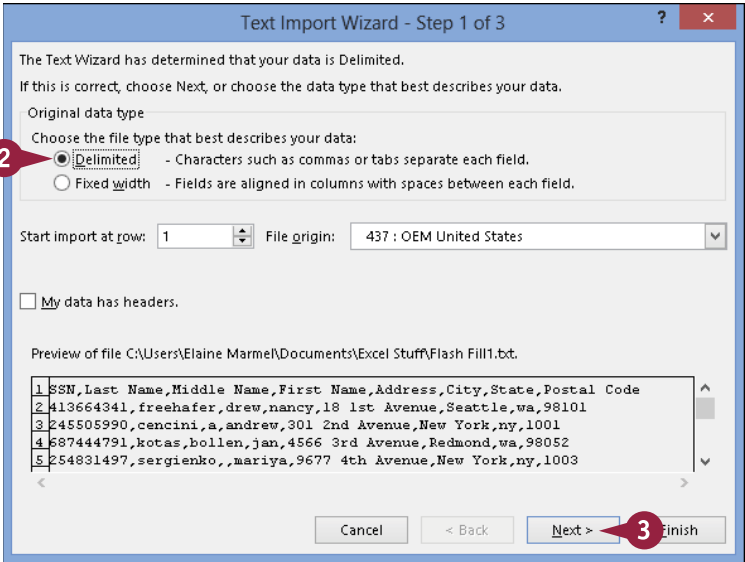 Text Import Wizard - Step 1 of 3
?
The Text Wizard has determined that your data is Delimited.
If this is correct, choose Next, or choose the data type that best describes your data.
Original data type
Choose the file type that best describes your data:
2
Delimited - Characters such as commas or tabs separate each field.
Fixed width - Fields are aligned in columns with spaces between each field.
Start import at row: 1 File origin: 437 : OEM United States
My data has headers.
Preview of file C:\Users\Elaine Marmel\Documents\Excel Stuff\Flash Fill1.txt.
1 SSN,Last Name,Middle Name,First Name,Address,City,State,Postal Code
2 413664341,freehafer,drew,nancy,18 1st Avenue,Seattle,wa,98101
3 245505990,cencini,a,andrew,301 2nd Avenue,New York,ny,1001
4 687444791,kotas,bollen,jan,4566 3rd Avenue,Redmond,wa,98052
5 254831497,sergienko,,mariya,9677 4th Avenue,New York,ny,1003
Cancel < Back Next > 3 Finish